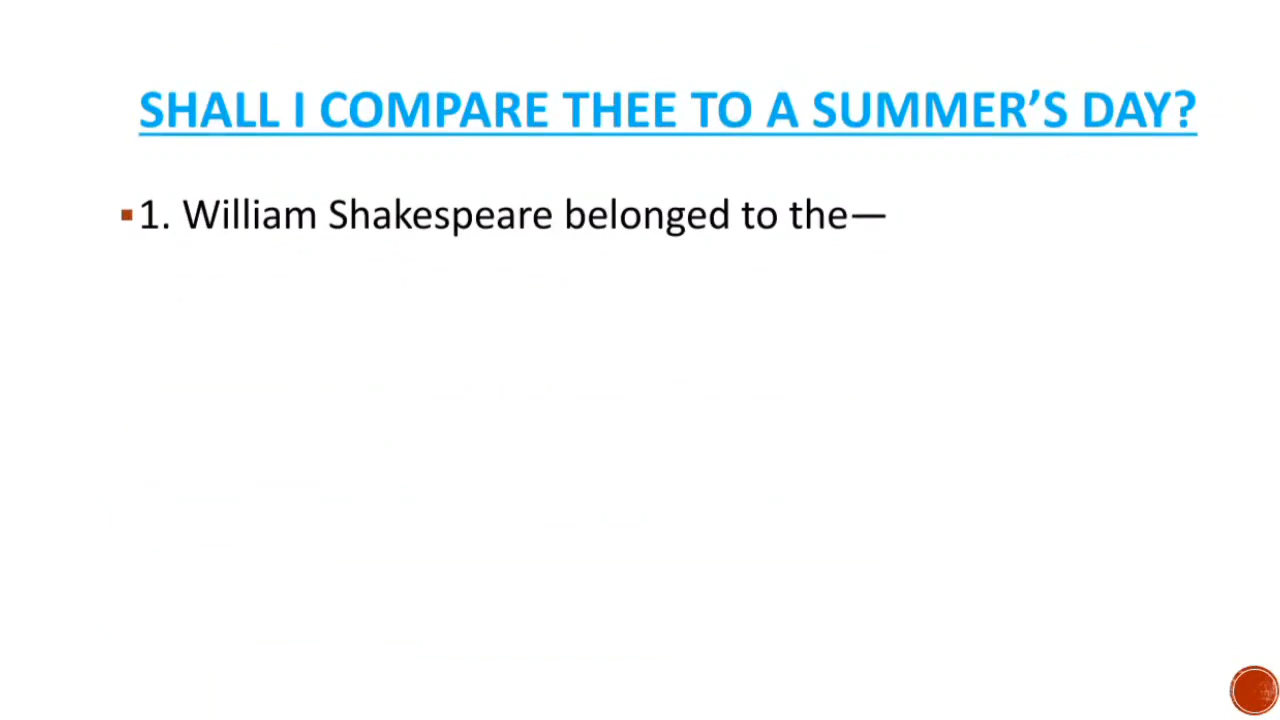 SHALL I COMPARE THEE TO A SUMMER’S DAY?
1. William Shakespeare belonged to the—